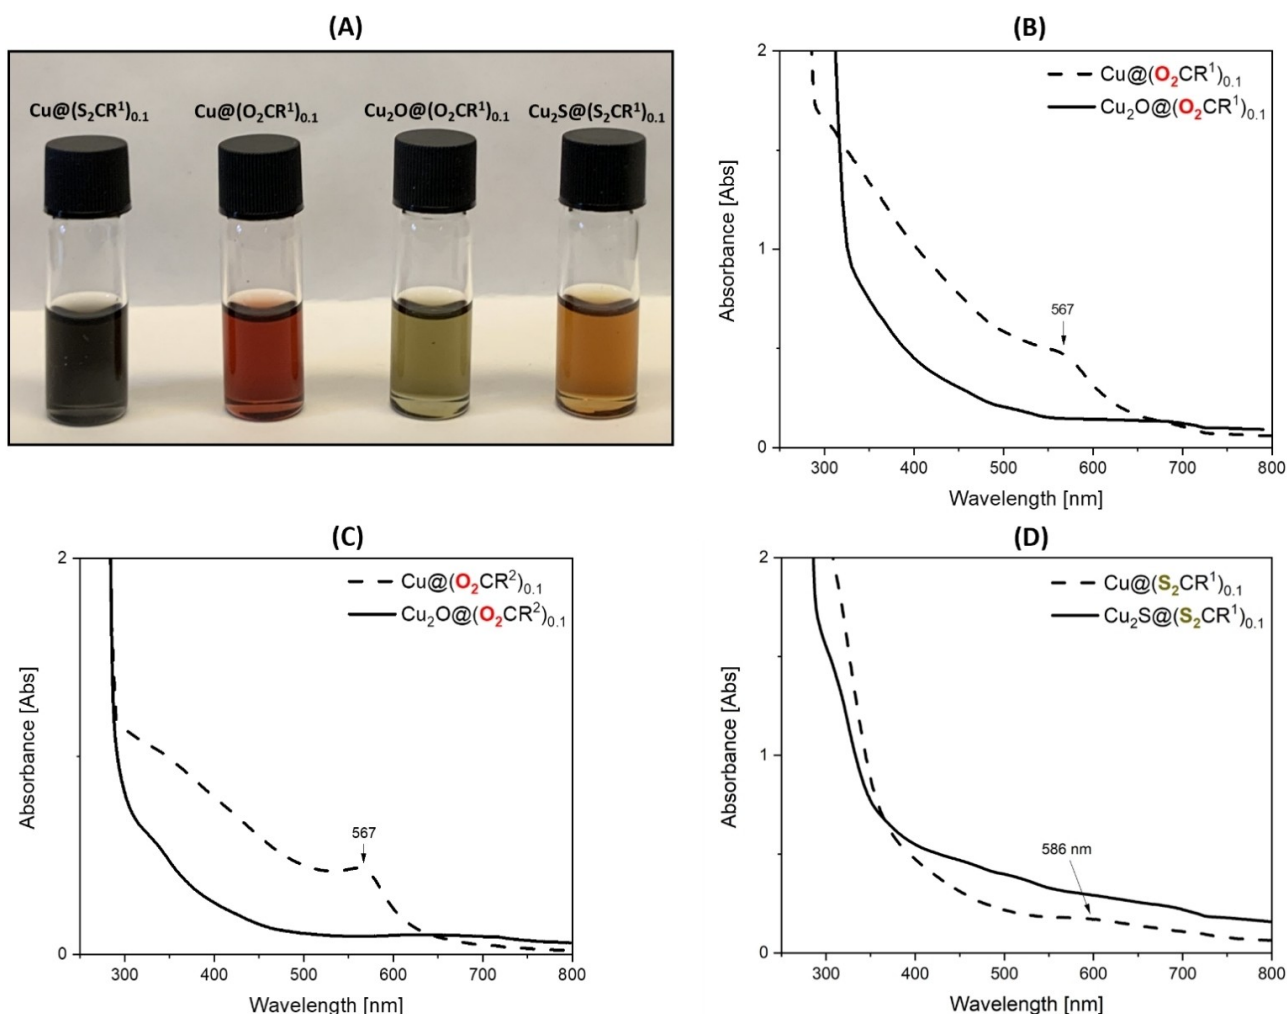 (A)
Cu@(S₂CR¹)₀.₁ Cu@(O₂CR¹)₀.₁ Cu₂O@(O₂CR¹)₀.₁ Cu₂S@(S₂CR¹)₀.₁
(B)
2
1
0
Absorbance [Abs]
Cu@(O₂CR¹)₀.₁
Cu₂O@(O₂CR¹)₀.₁
567
300 400 500 600 700 800
Wavelength [nm]
(C)
2
1
0
Absorbance [Abs]
Cu@(O₂CR²)₀.₁
Cu₂O@(O₂CR²)₀.₁
567
300 400 500 600 700 800
Wavelength [nm]
(D)
2
1
0
Absorbance [Abs]
Cu@(S₂CR¹)₀.₁
Cu₂S@(S₂CR¹)₀.₁
586 nm
300 400 500 600 700 800
Wavelength [nm]